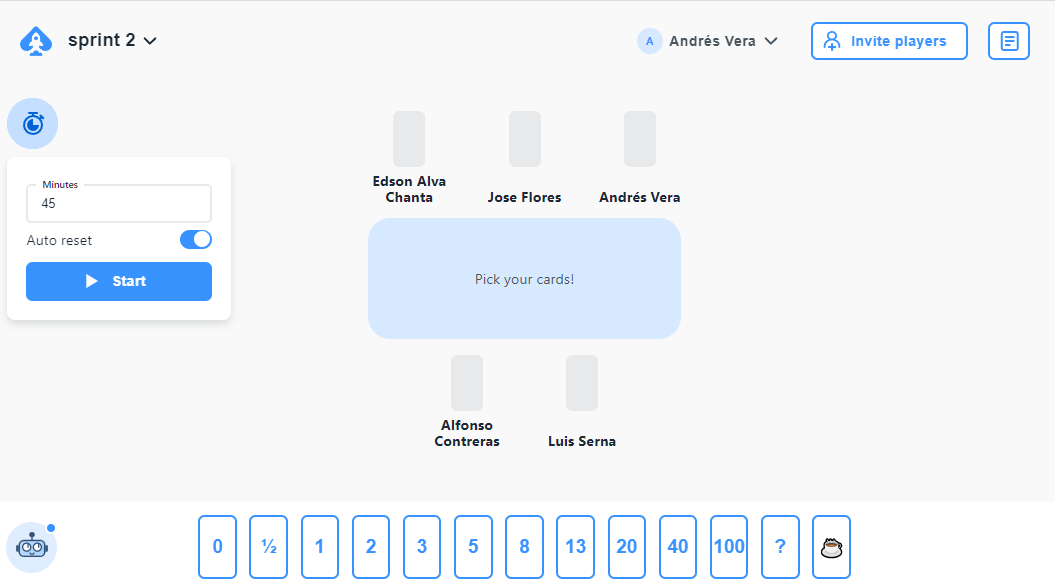 sprint 2
A Andrés Vera
Invite players
Minutes
45
Auto reset
Start
Edson Alva
Chanta
Jose Flores
Andrés Vera
Pick your cards!
Alfonso
Contreras
Luis Serna
0 ½ 1 2 3 5 8 13 20 40 100 ?